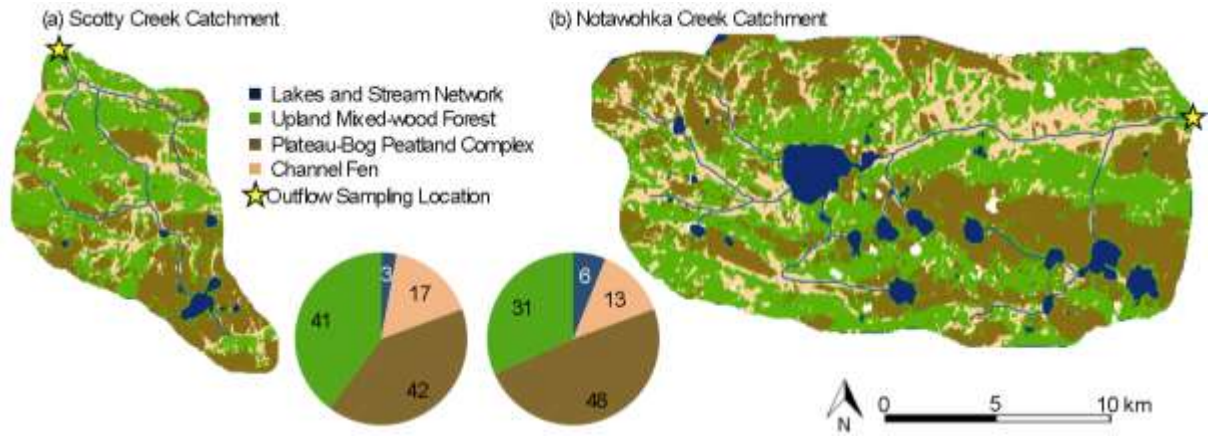 (a) Scotty Creek Catchment
(b) Notawohka Creek Catchment
Lakes and Stream Network
Upland Mixed-wood Forest
Plateau-Bog Peatland Complex
Channel Fen
Outflow Sampling Location
3
17
41
42
6
13
31
48
N
0 5 10 km